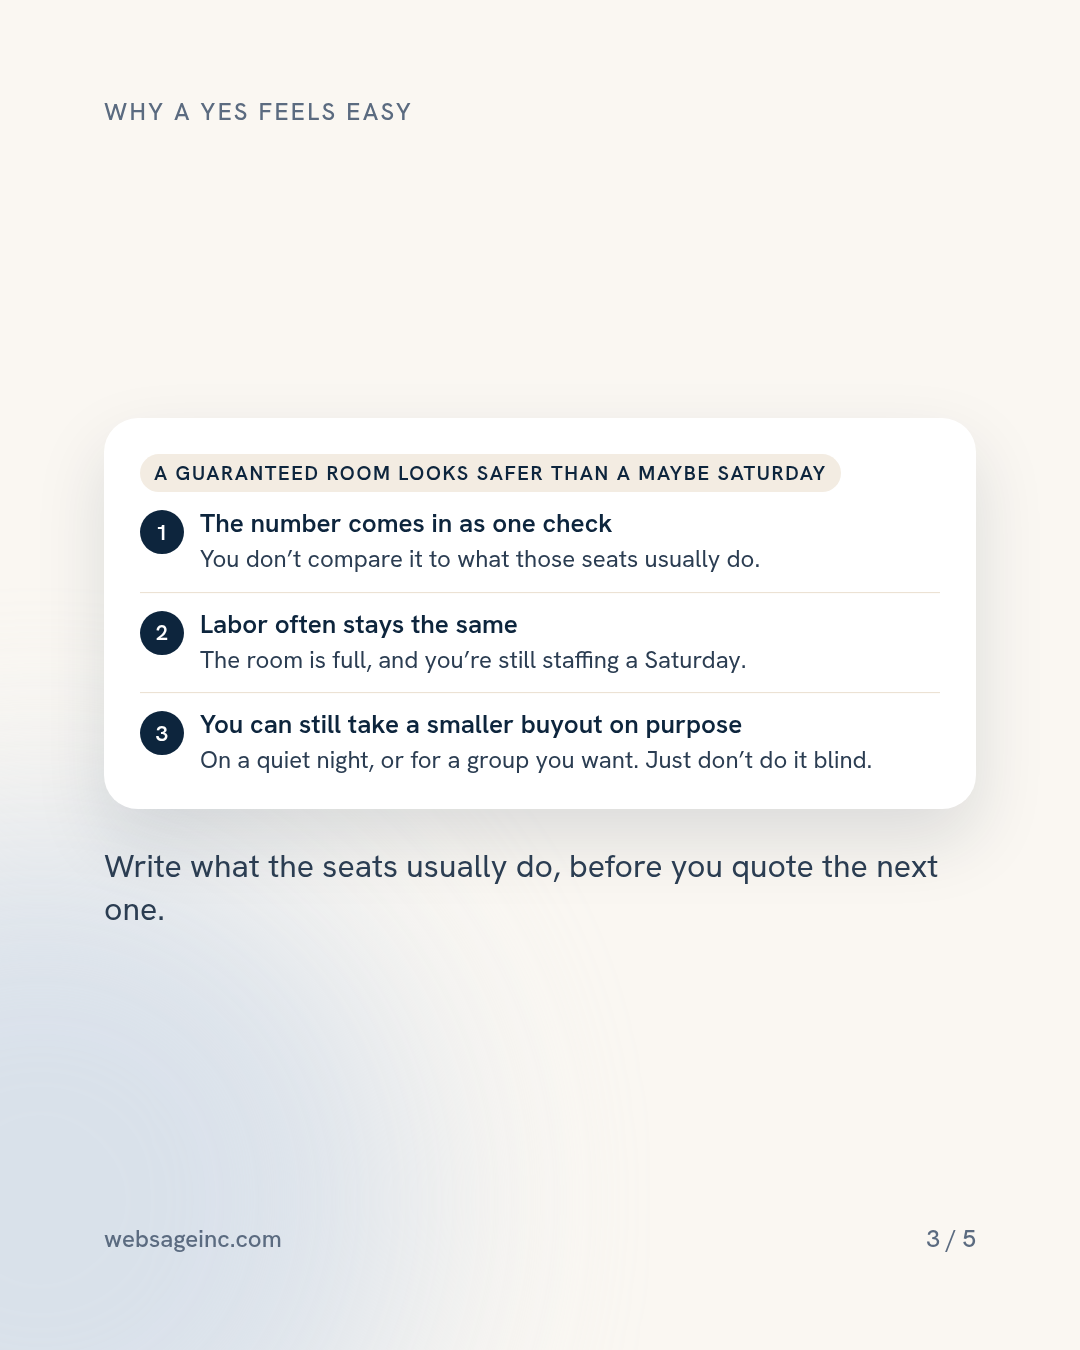 WHY A YES FEELS EASY
A GUARANTEED ROOM LOOKS SAFER THAN A MAYBE SATURDAY
1 The number comes in as one check
You don’t compare it to what those seats usually do.
2 Labor often stays the same
The room is full, and you’re still staffing a Saturday.
3 You can still take a smaller buyout on purpose
On a quiet night, or for a group you want. Just don’t do it blind.
Write what the seats usually do, before you quote the next
one.
websageinc.com 3 / 5